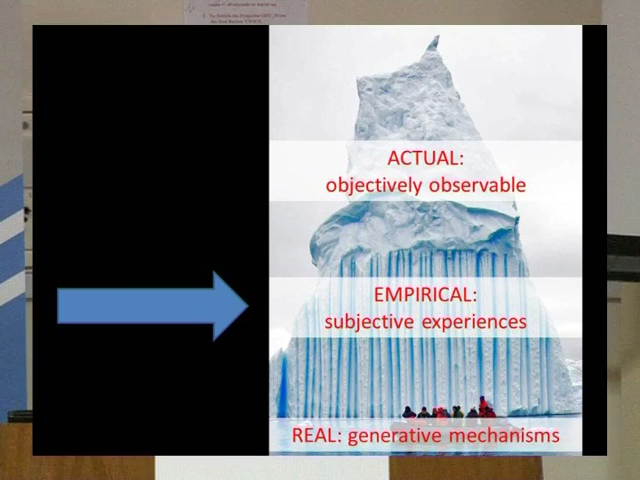 ACTUAL:
objectively observable
EMPIRICAL:
subjective experiences
REAL: generative mechanisms